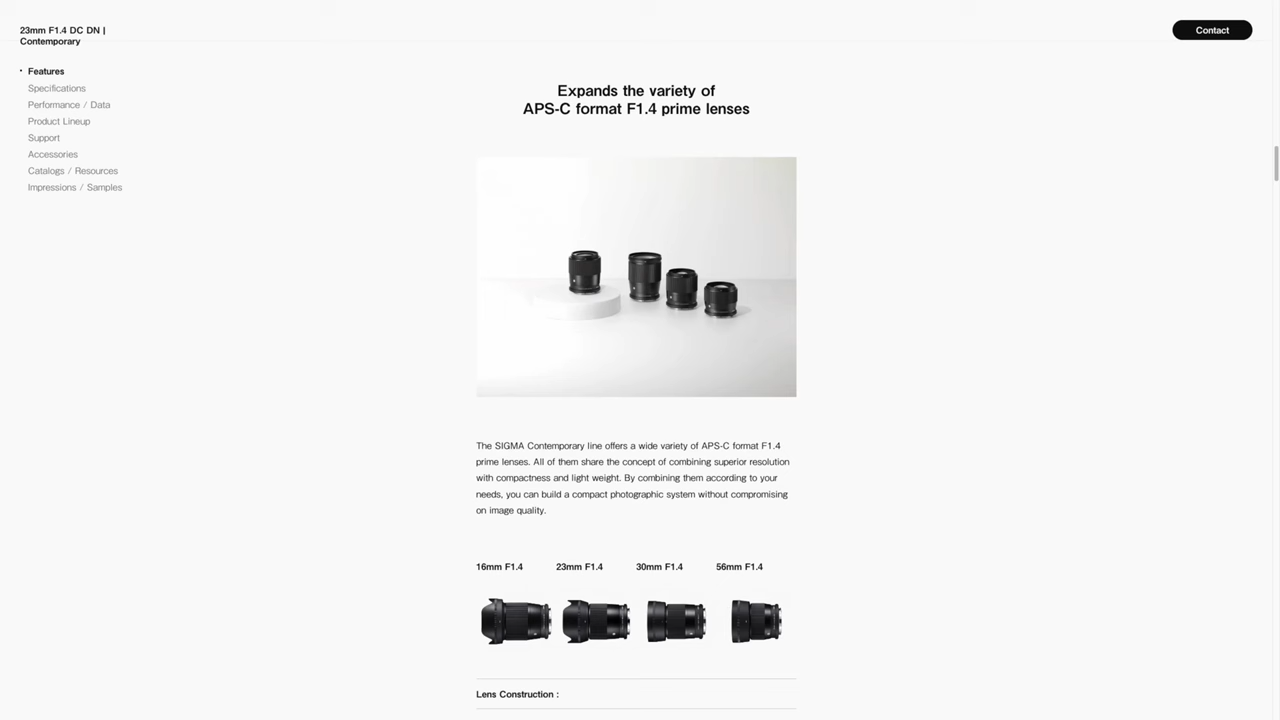 23mm F1.4 DC DN |
Contemporary
Contact
Features
Specifications
Performance / Data
Product Lineup
Support
Accessories
Catalogs / Resources
Impressions / Samples
Expands the variety of
APS-C format F1.4 prime lenses
The SIGMA Contemporary line offers a wide variety of APS-C format F1.4
prime lenses. All of them share the concept of combining superior resolution
with compactness and light weight. By combining them according to your
needs, you can build a compact photographic system without compromising
on image quality.
16mm F1.4 23mm F1.4 30mm F1.4 56mm F1.4
Lens Construction :